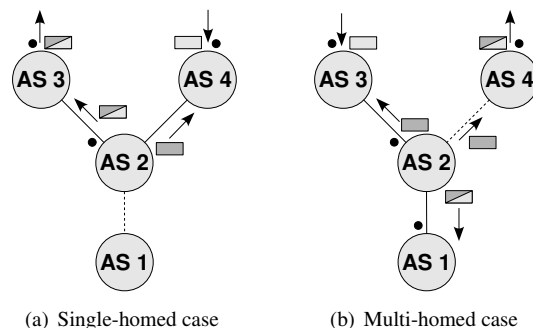 AS 3
AS 4
AS 2
AS 1
(a) Single-homed case
AS 3
AS 4
AS 2
AS 1
(b) Multi-homed case